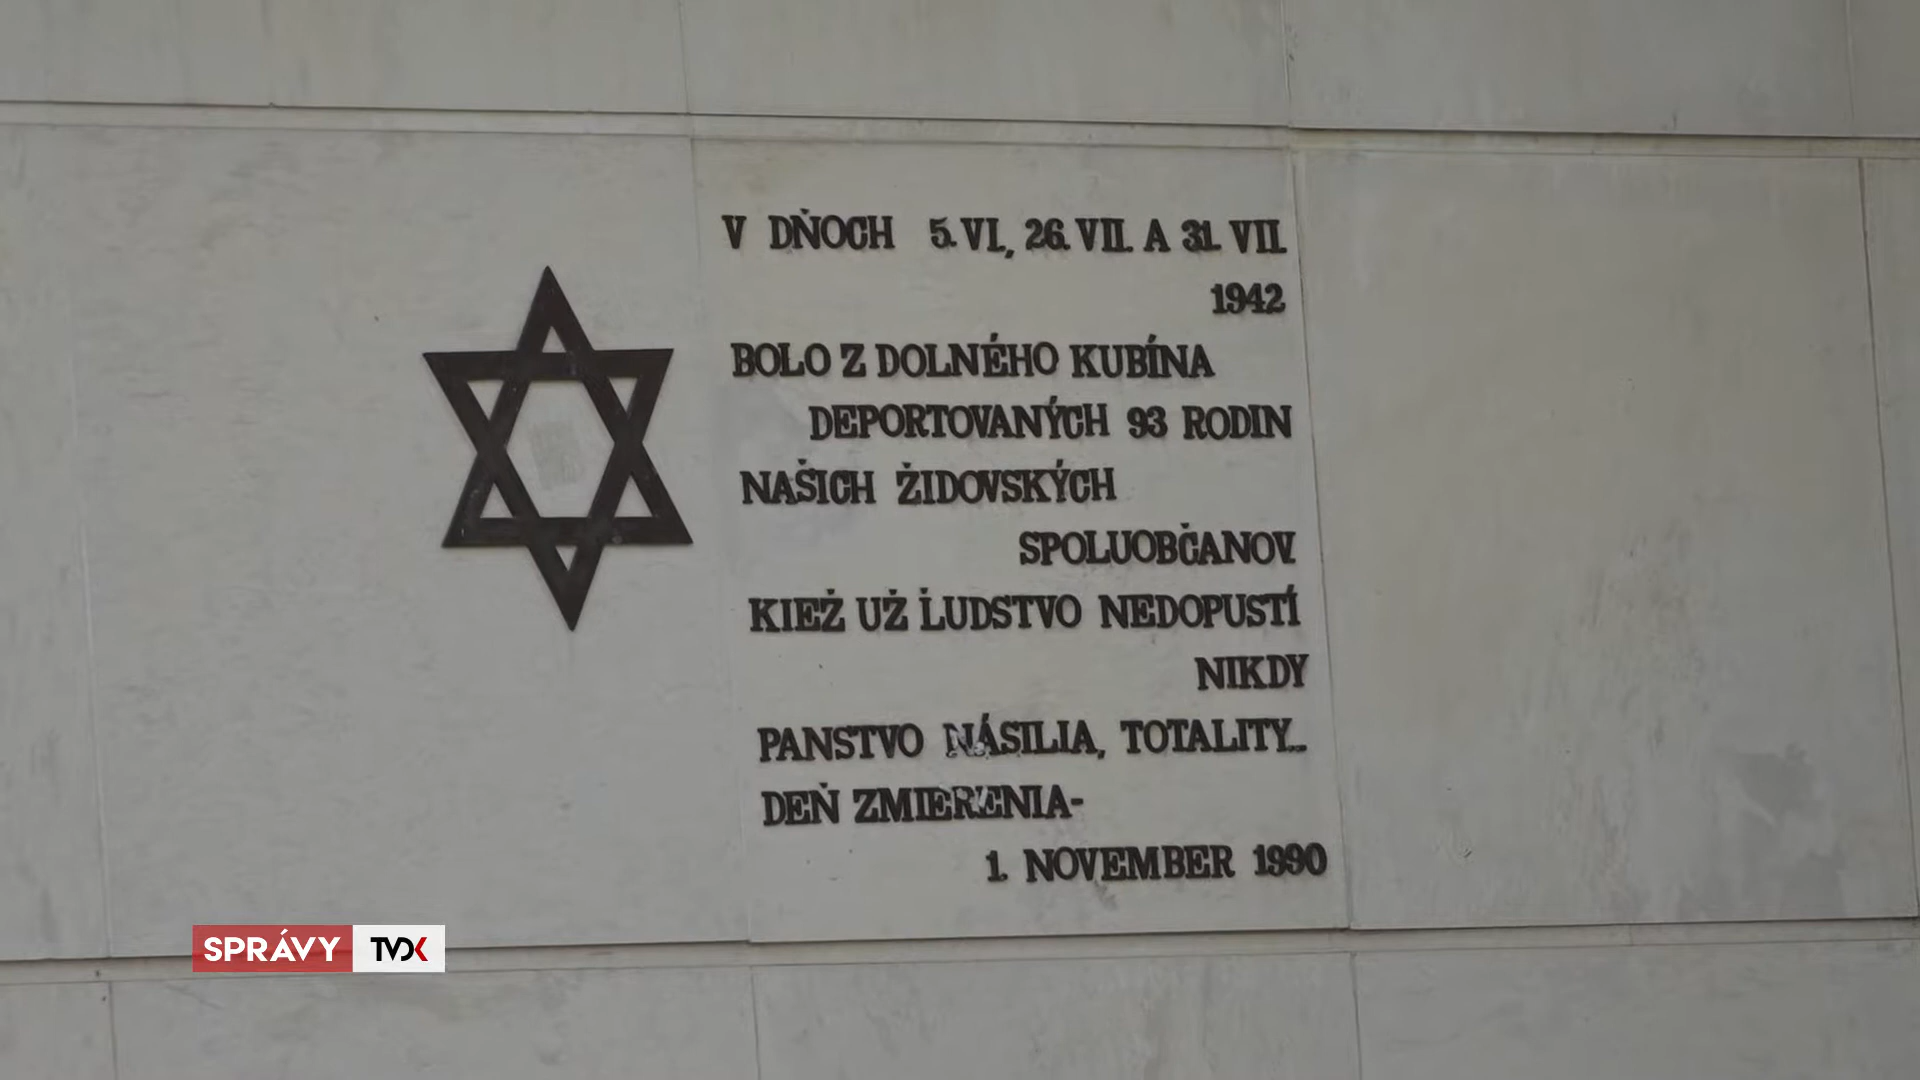 V DŇOCH 5. VI., 26. VII. A 31. VII.
1942
BOLO Z DOLNÉHO KUBÍNA
DEPORTOVANÝCH 93 RODIN
NAŠICH ŽIDOVSKÝCH
SPOLUOBČANOV.
KIEŽ UŽ ĽUDSTVO NEDOPUSTÍ
NIKDY
PANSTVO NÁSILIA, TOTALITY...
DEŇ ZMIERENIA-
1. NOVEMBER 1990
SPRÁVY TVDK